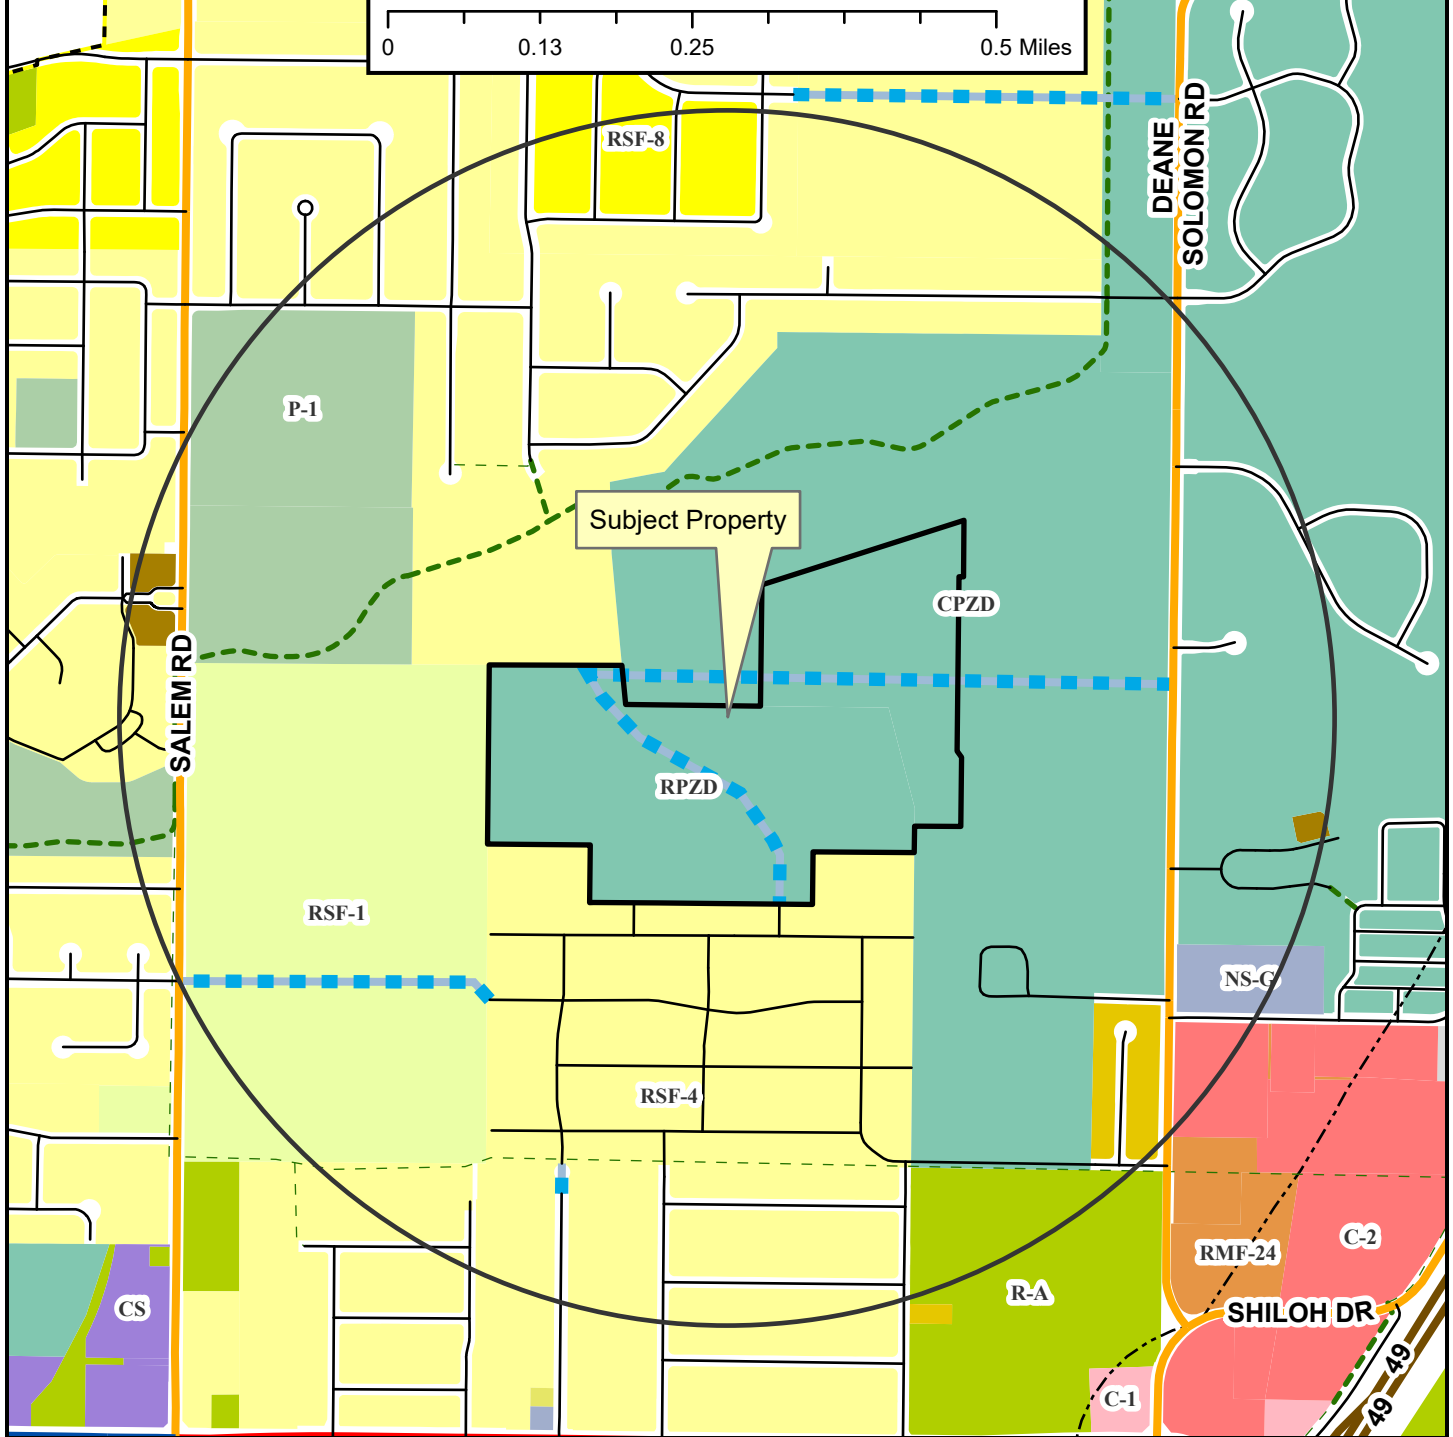 0 0.13 0.25 0.5 Miles
RSF-8
DEANE
SOLOMON RD
P-1
Subject Property
CPZD
SALEM RD
RPZD
RSF-1
NS-G
RSF-4
C-2
RMF-24
R-A
CS
SHILOH DR
49
C-1
49